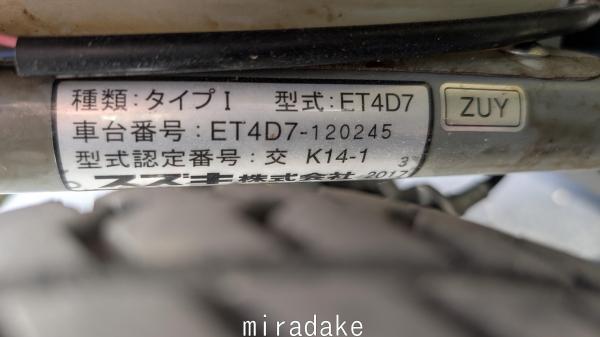 種類:タイプI 型式:ET4D7
ZUY
車台番号:ET4D7-120245
型式認定番号:交 K14-1
スズキ株式会社 2017 3
miradake